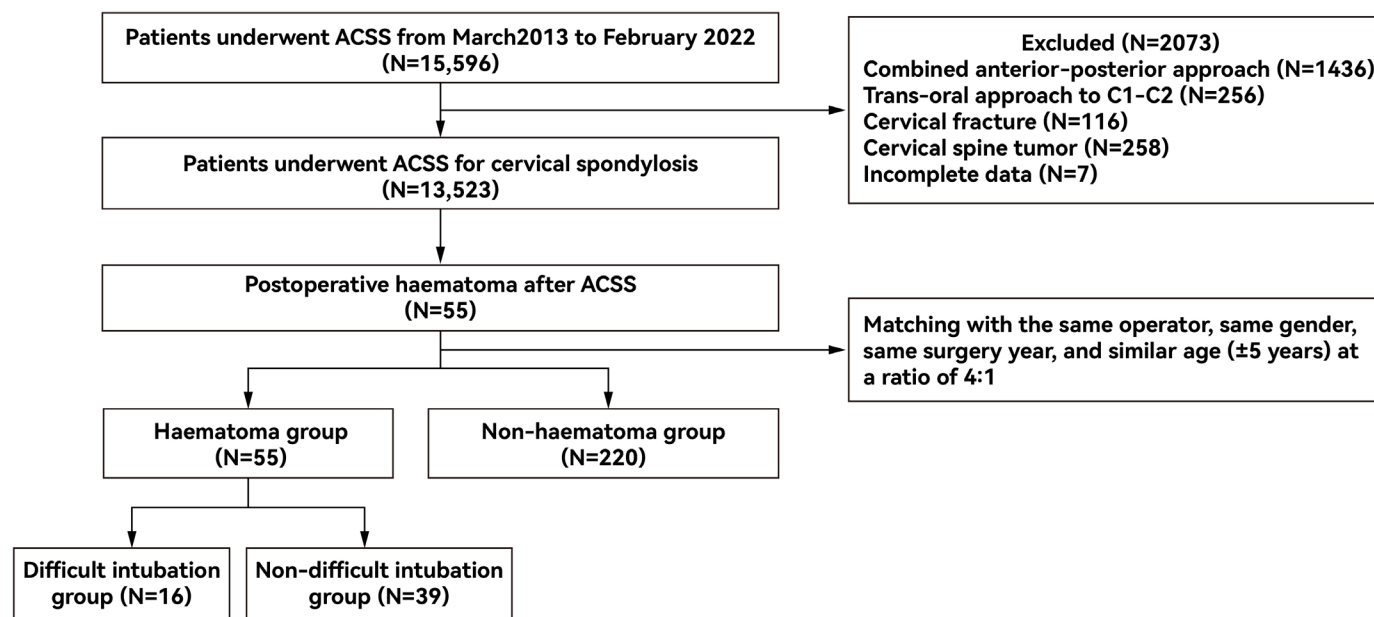 Patients underwent ACSS from March2013 to February 2022
(N=15,596)
Excluded (N=2073)
Combined anterior-posterior approach (N=1436)
Trans-oral approach to C1-C2 (N=256)
Cervical fracture (N=116)
Cervical spine tumor (N=258)
Incomplete data (N=7)
Patients underwent ACSS for cervical spondylosis
(N=13,523)
Postoperative haematoma after ACSS
(N=55)
Matching with the same operator, same gender,
same surgery year, and similar age (±5 years) at
a ratio of 4:1
Haematoma group
(N=55)
Non-haematoma group
(N=220)
Difficult intubation
group (N=16)
Non-difficult intubation
group (N=39)